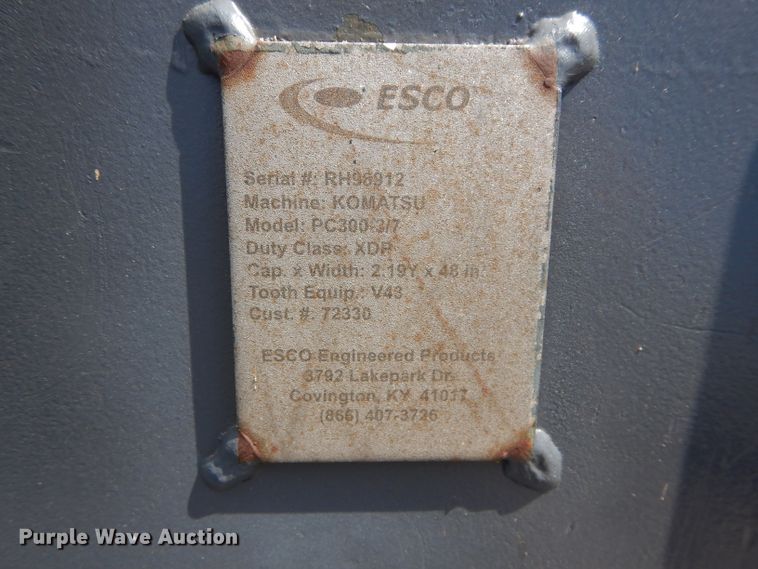 ESCO
Serial #: RH96912
Machine: KOMATSU
Model: PC300-3/7
Duty Class: XDP
Cap. x Width: 2.19Y x 48 in.
Tooth Equip.: V43
Cust. #: 72330
ESCO Engineered Products
3792 Lakepark Dr.
Covington, KY 41017
(866) 407-3726
Purple Wave Auction®